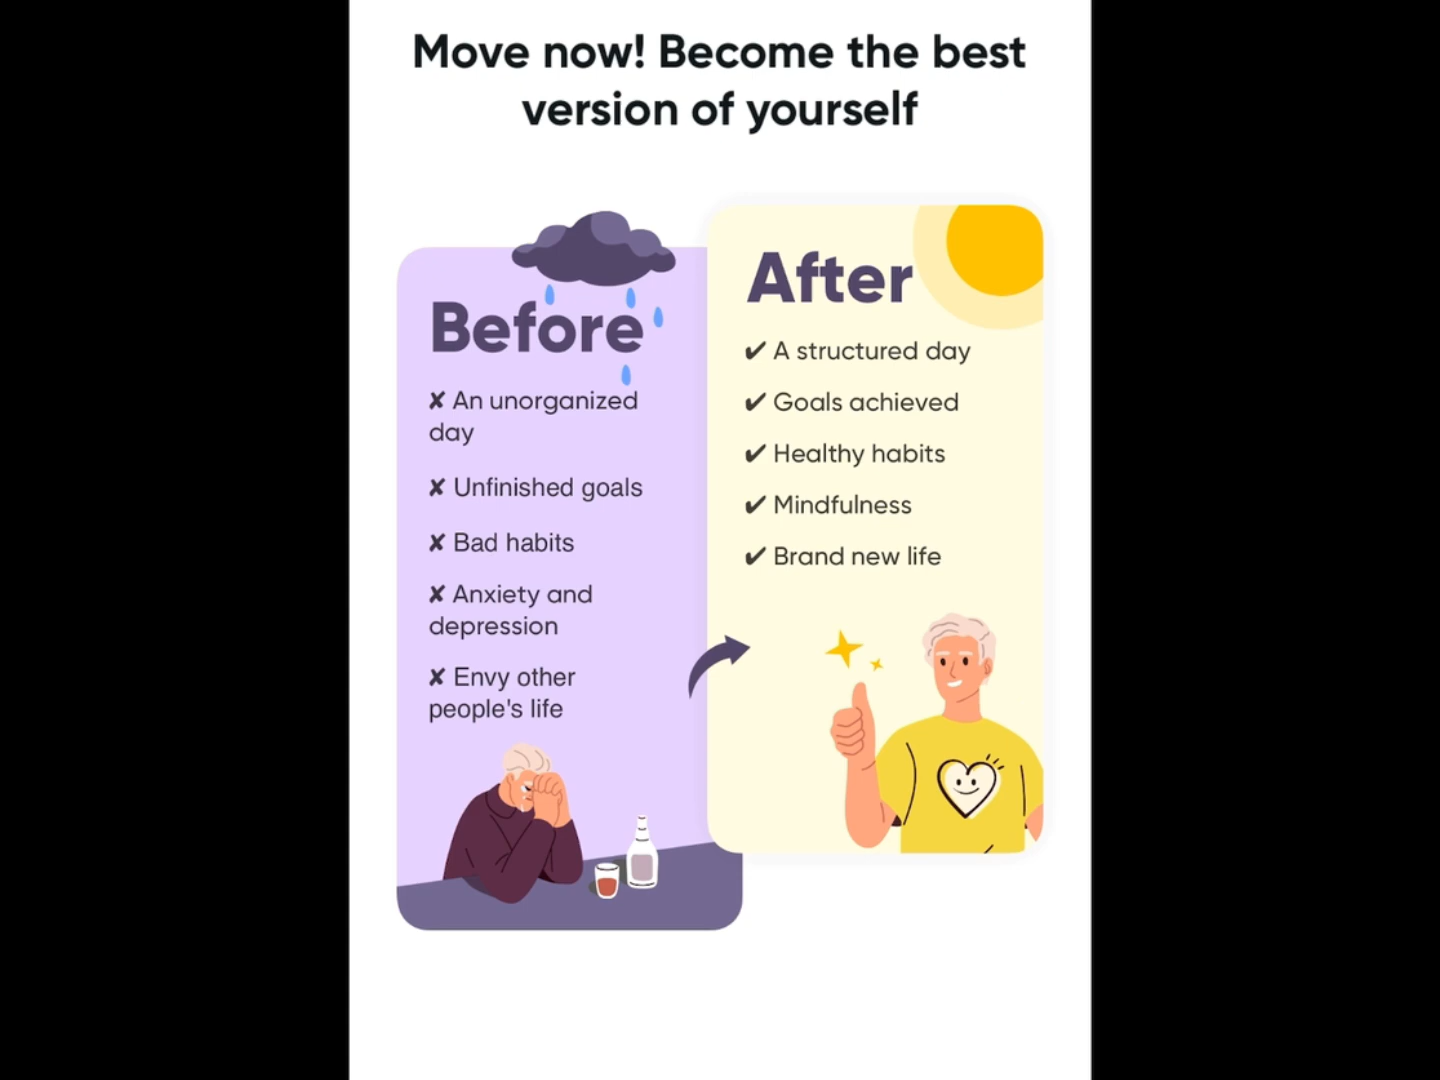 Move now! Become the best
version of yourself
Before
✘ An unorganized
day
✘ Unfinished goals
✘ Bad habits
✘ Anxiety and
depression
✘ Envy other
people's life
After
✔ A structured day
✔ Goals achieved
✔ Healthy habits
✔ Mindfulness
✔ Brand new life